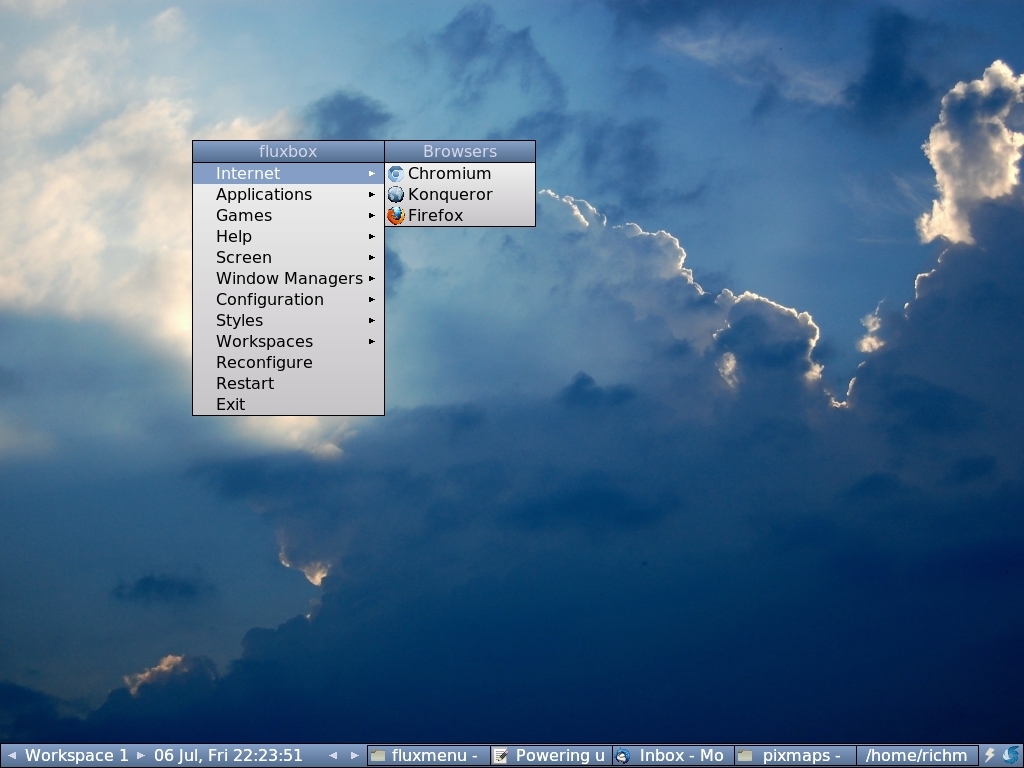 fluxbox
Internet
Applications
Games
Help
Screen
Window Managers
Configuration
Styles
Workspaces
Reconfigure
Restart
Exit
Browsers
Chromium
Konqueror
Firefox
Workspace 1 06 Jul, Fri 22:23:51 fluxmenu - Powering u Inbox - Mo pixmaps - /home/richm